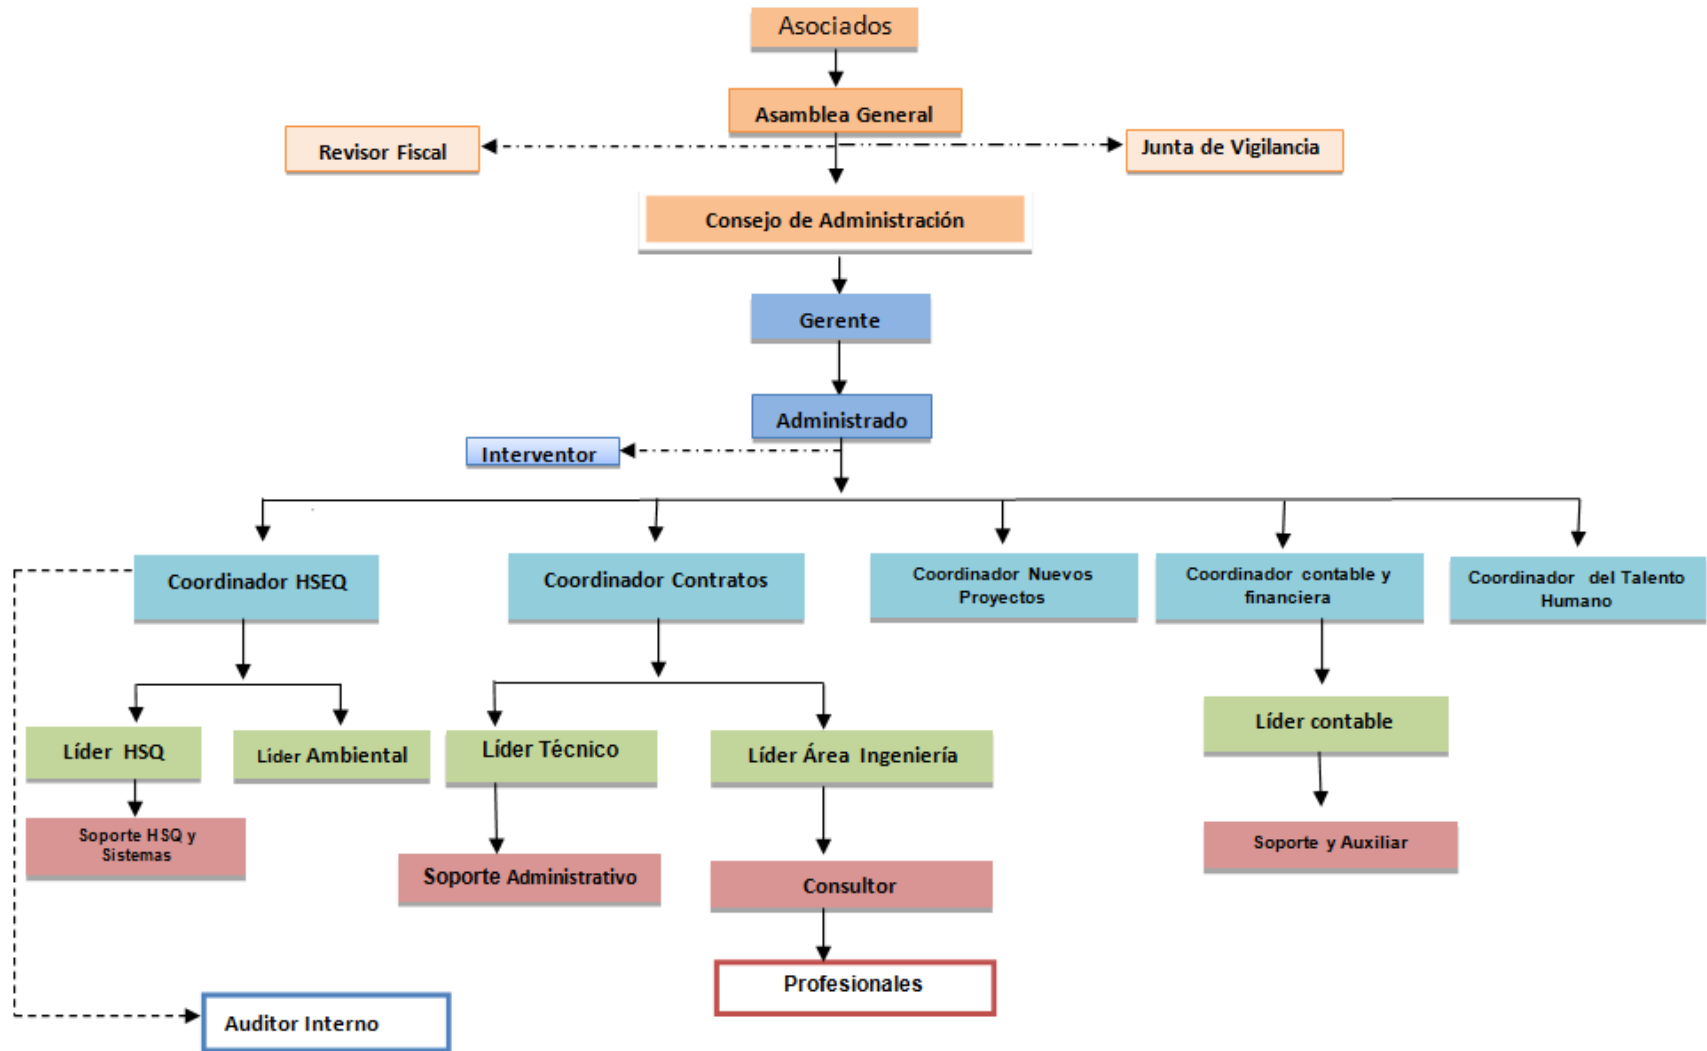 Asociados
Asamblea General
Revisor Fiscal
Junta de Vigilancia
Consejo de Administración
Gerente
Administrado
Interventor
Coordinador HSEQ
Coordinador Contratos
Coordinador Nuevos
Proyectos
Coordinador contable y
financiera
Coordinador del Talento
Humano
Líder HSQ
Lider Ambiental
Líder Técnico
Líder Área Ingeniería
Líder contable
Soporte HSQ y
Sistemas
Soporte Administrativo
Consultor
Soporte y Auxiliar
Profesionales
Auditor Interno